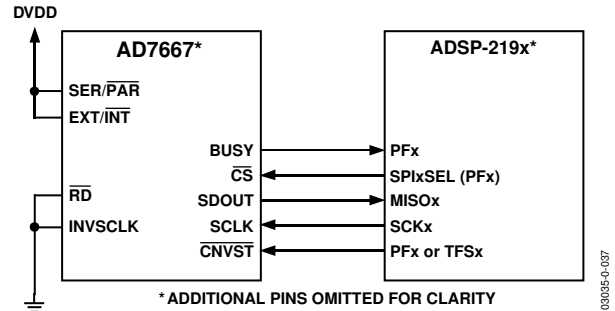 DVDD
AD7667*
ADSP-219x*
SER/PAR
EXT/INT
BUSY
PFx
CS
SPIxSEL (PFx)
RD
SDOUT
MISOx
INVSCLK
SCLK
SCKx
CNVST
PFx or TFSx
*ADDITIONAL PINS OMITTED FOR CLARITY
03035-0-037